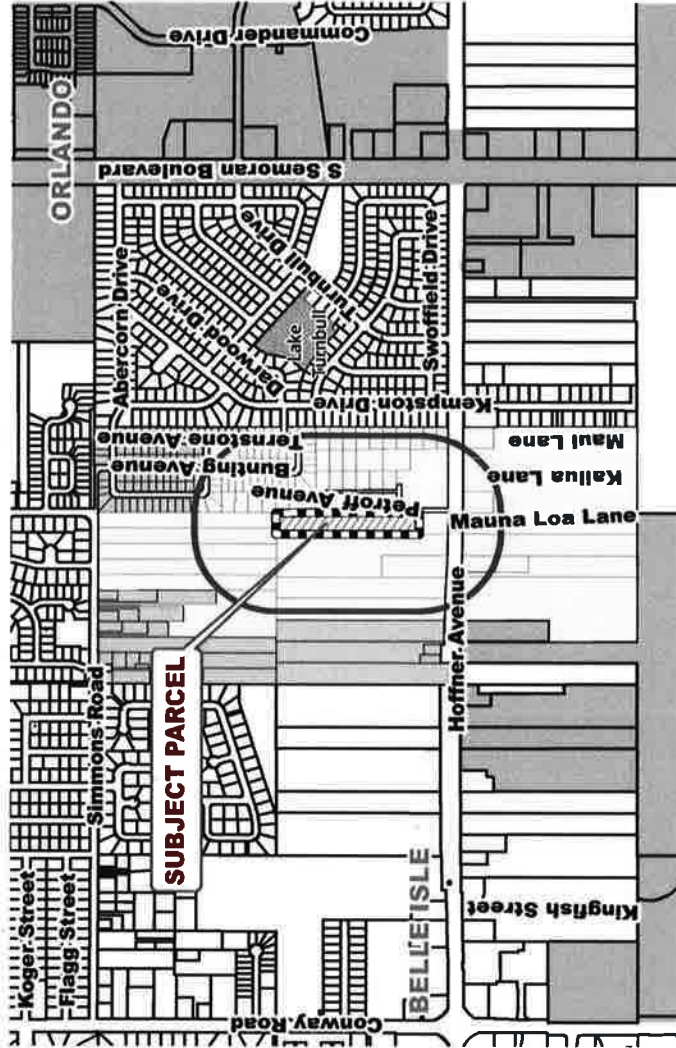 Commander Drive
ORLANDO
S Semoran Boulevard
Abercorn Drive
Darwood Drive
Turnbull Drive
Lake
Turnbull
Swoffield Drive
Kempston Drive
Ternstone Avenue
Bunting Avenue
Petroff Avenue
Maui Lane
Kailua Lane
Mauna Loa Lane
Hoffner Avenue
SUBJECT PARCEL
Simmons Road
Koger Street
Flagg Street
BELLE ISLE
Kingfish Street
Conway Road